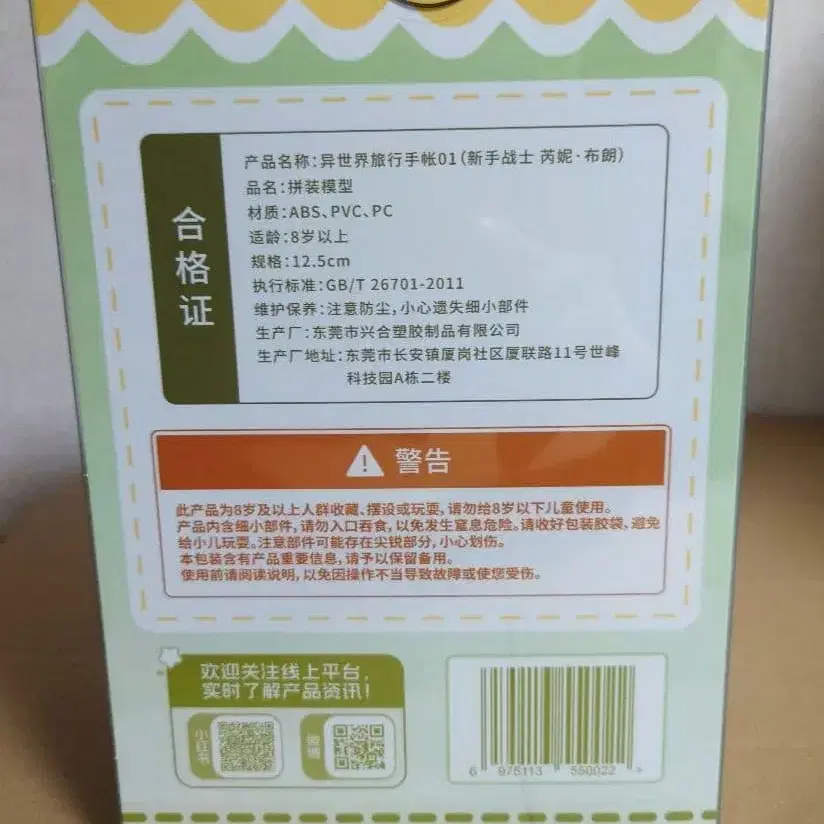 合格证
产品名称:异世界旅行手帐01(新手战士 芮妮·布朗)
品名:拼装模型
材质:ABS、PVC、PC
适龄:8岁以上
规格:12.5cm
执行标准:GB/T 26701-2011
维护保养:注意防尘,小心遗失细小部件
生产厂:东莞市兴合塑胶制品有限公司
生产厂地址:东莞市长安镇厦岗社区厦联路11号世峰
科技园A栋二楼
警告
此产品为8岁及以上人群收藏、摆设或玩耍,请勿给8岁以下儿童使用。
产品内含细小部件,请勿入口吞食,以免发生窒息危险。请收好包装胶袋、避免
给小儿玩耍。注意部件可能存在尖锐部分,小心划伤。
本包装含有产品重要信息,请予以保留备用。
使用前请阅读说明,以免因操作不当导致故障或使您受伤。
欢迎关注线上平台,
实时了解产品资讯!
小红书
微博
6 975113 550022 >